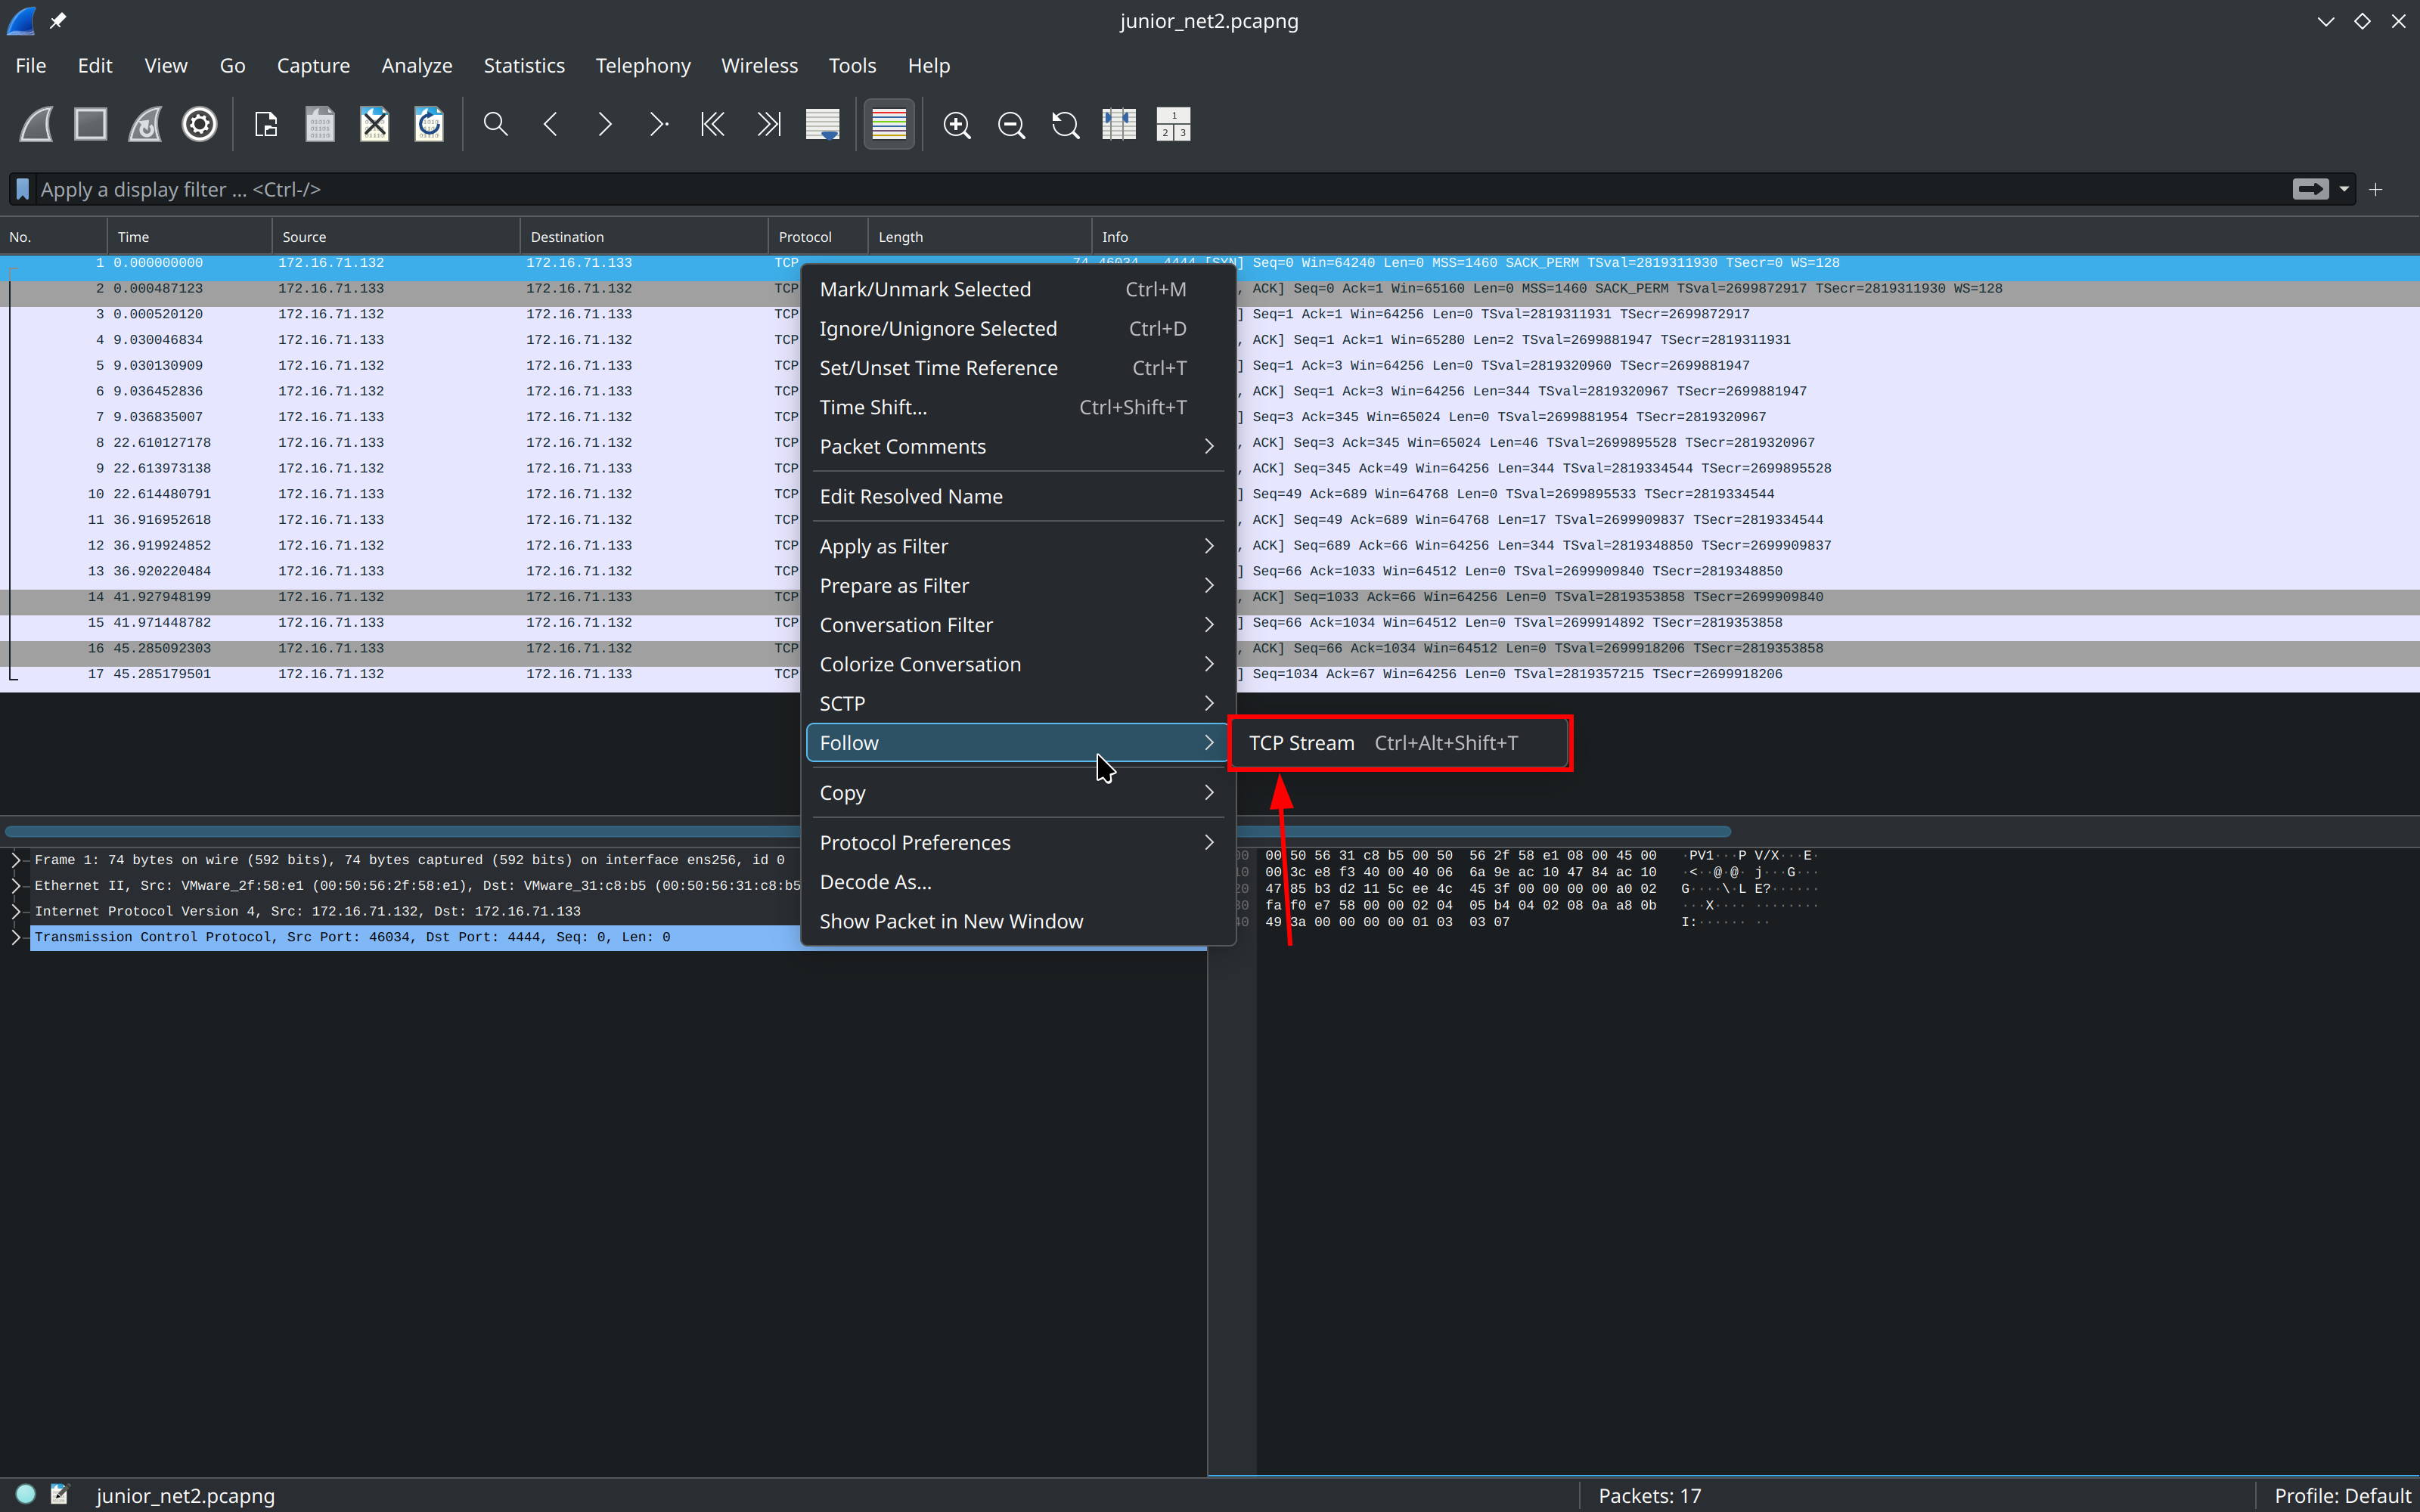 junior_net2.pcapng
File Edit View Go Capture Analyze Statistics Telephony Wireless Tools Help
Apply a display filter ... <Ctrl-/>
No. Time Source Destination Protocol Length Info
1 0.000000000 172.16.71.132 172.16.71.133 TCP 74 46034 4444 [SYN] Seq=0 Win=64240 Len=0 MSS=1460 SACK_PERM TSval=2819311930 TSecr=0 WS=128
2 0.000487123 172.16.71.133 172.16.71.132 TCP , ACK] Seq=0 Ack=1 Win=65160 Len=0 MSS=1460 SACK_PERM TSval=2699872917 TSecr=2819311930 WS=128
3 0.000520120 172.16.71.132 172.16.71.133 TCP ] Seq=1 Ack=1 Win=64256 Len=0 TSval=2819311931 TSecr=2699872917
4 9.030046834 172.16.71.133 172.16.71.132 TCP , ACK] Seq=1 Ack=1 Win=65280 Len=2 TSval=2699881947 TSecr=2819311931
5 9.030130909 172.16.71.132 172.16.71.133 TCP ] Seq=1 Ack=3 Win=64256 Len=0 TSval=2819320960 TSecr=2699881947
6 9.036452836 172.16.71.132 172.16.71.133 TCP , ACK] Seq=1 Ack=3 Win=64256 Len=344 TSval=2819320967 TSecr=2699881947
7 9.036835007 172.16.71.133 172.16.71.132 TCP ] Seq=3 Ack=345 Win=65024 Len=0 TSval=2699881954 TSecr=2819320967
8 22.610127178 172.16.71.133 172.16.71.132 TCP , ACK] Seq=3 Ack=345 Win=65024 Len=46 TSval=2699895528 TSecr=2819320967
9 22.613973138 172.16.71.132 172.16.71.133 TCP , ACK] Seq=345 Ack=49 Win=64256 Len=344 TSval=2819334544 TSecr=2699895528
10 22.614480791 172.16.71.133 172.16.71.132 TCP ] Seq=49 Ack=689 Win=64768 Len=0 TSval=2699895533 TSecr=2819334544
11 36.916952618 172.16.71.133 172.16.71.132 TCP , ACK] Seq=49 Ack=689 Win=64768 Len=17 TSval=2699909837 TSecr=2819334544
12 36.919924852 172.16.71.132 172.16.71.133 TCP , ACK] Seq=689 Ack=66 Win=64256 Len=344 TSval=2819348850 TSecr=2699909837
13 36.920220484 172.16.71.133 172.16.71.132 TCP ] Seq=66 Ack=1033 Win=64512 Len=0 TSval=2699909840 TSecr=2819348850
14 41.927948199 172.16.71.132 172.16.71.133 TCP , ACK] Seq=1033 Ack=66 Win=64256 Len=0 TSval=2819353858 TSecr=2699909840
15 41.971448782 172.16.71.133 172.16.71.132 TCP ] Seq=66 Ack=1034 Win=64512 Len=0 TSval=2699914892 TSecr=2819353858
16 45.285092303 172.16.71.133 172.16.71.132 TCP , ACK] Seq=66 Ack=1034 Win=64512 Len=0 TSval=2699918206 TSecr=2819353858
17 45.285179501 172.16.71.132 172.16.71.133 TCP ] Seq=1034 Ack=67 Win=64256 Len=0 TSval=2819357215 TSecr=2699918206
Mark/Unmark Selected Ctrl+M
Ignore/Unignore Selected Ctrl+D
Set/Unset Time Reference Ctrl+T
Time Shift... Ctrl+Shift+T
Packet Comments
Edit Resolved Name
Apply as Filter
Prepare as Filter
Conversation Filter
Colorize Conversation
SCTP
Follow
TCP Stream Ctrl+Alt+Shift+T
Copy
Protocol Preferences
Decode As...
Show Packet in New Window
Frame 1: 74 bytes on wire (592 bits), 74 bytes captured (592 bits) on interface ens256, id 0
Ethernet II, Src: VMware_2f:58:e1 (00:50:56:2f:58:e1), Dst: VMware_31:c8:b5 (00:50:56:31:c8:b5
Internet Protocol Version 4, Src: 172.16.71.132, Dst: 172.16.71.133
Transmission Control Protocol, Src Port: 46034, Dst Port: 4444, Seq: 0, Len: 0
00 00 50 56 31 c8 b5 00 50 56 2f 58 e1 08 00 45 00 ·PV1···P V/X···E·
10 00 3c e8 f3 40 00 40 06 6a 9e ac 10 47 84 ac 10 ·<··@·@· j···G···
20 47 85 b3 d2 11 5c ee 4c 45 3f 00 00 00 00 a0 02 G····\·L E?······
30 fa f0 e7 58 00 00 02 04 05 b4 04 02 08 0a a8 0b ···X···· ········
40 49 3a 00 00 00 00 01 03 03 07 I:······ ··
junior_net2.pcapng
Packets: 17
Profile: Default